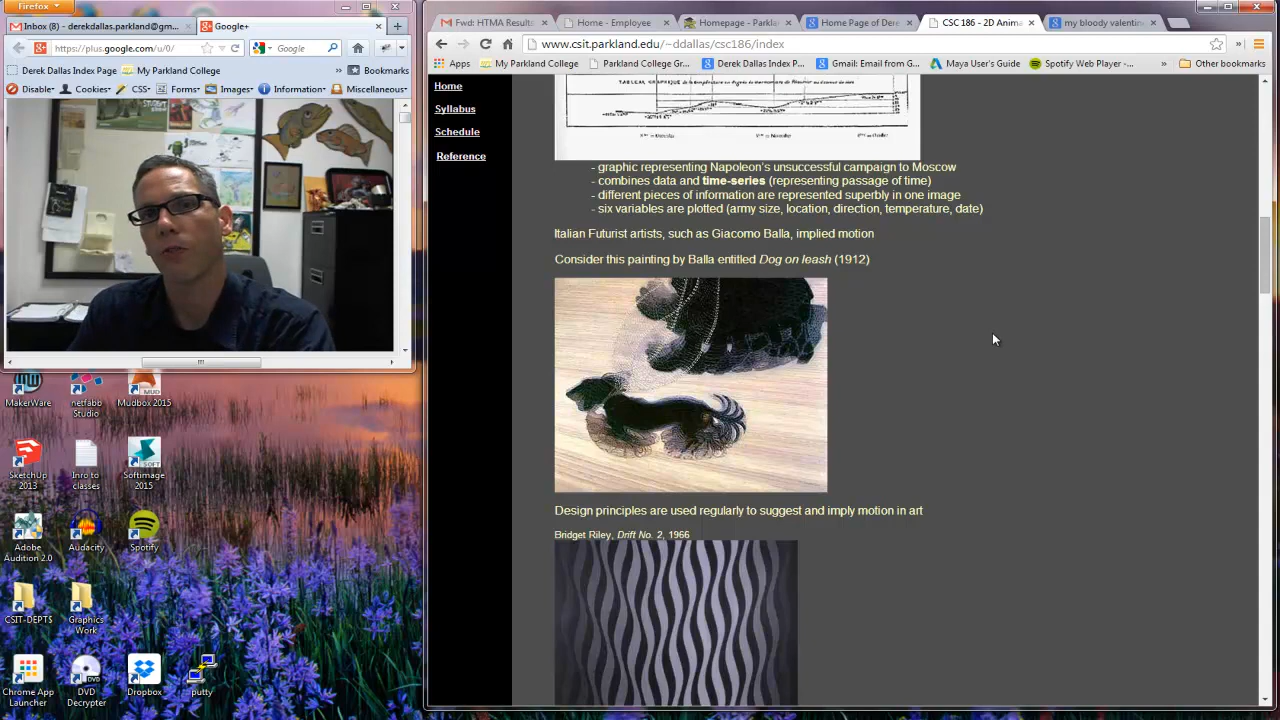 Firefox
Inbox (8) - derekdallas.parkland@gm...
Google+
https://plus.google.com/u/0/
Google
Derek Dallas Index Page
My Parkland College
Bookmarks
Disable
Cookies
CSS
Forms
Images
Information
Miscellaneous
MakerWare
netfabb Studio
Mudbox 2015
SketchUp 2013
Inro to classes
Softimage 2015
Adobe Audition 2.0
Audacity
Spotify
CSIT-DEPTS
Graphics Work
Chrome App Launcher
DVD Decrypter
Dropbox
putty
Fwd: HTMA Results
Home - Employee
Homepage - Parkla
Home Page of Dere
CSC 186 - 2D Anima
my bloody valentin
www.csit.parkland.edu/~ddallas/csc186/index
Apps
My Parkland College
Parkland College Gr...
Derek Dallas Index P...
Gmail: Email from G...
Maya User's Guide
Spotify Web Player -...
Other bookmarks
Home
Syllabus
Schedule
Reference
TABLEAU GRAPHIQUE
- graphic representing Napoleon's unsuccessful campaign to Moscow
- combines data and time-series (representing passage of time)
- different pieces of information are represented superbly in one image
- six variables are plotted (army size, location, direction, temperature, date)
Italian Futurist artists, such as Giacomo Balla, implied motion
Consider this painting by Balla entitled Dog on leash (1912)
Design principles are used regularly to suggest and imply motion in art
Bridget Riley, Drift No. 2, 1966